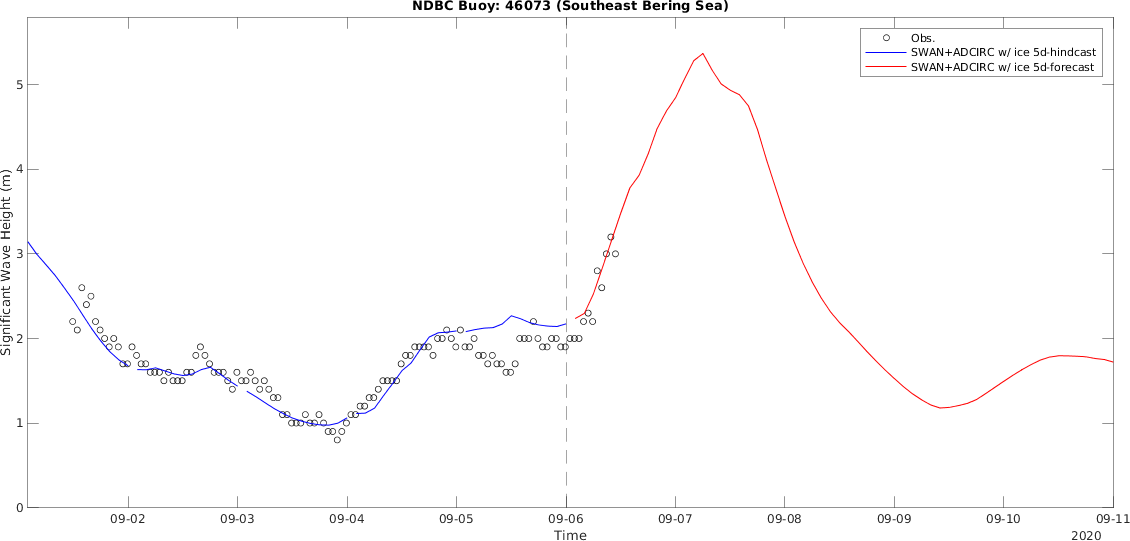 NDBC Buoy: 46073 (Southeast Bering Sea)
Obs.
SWAN+ADCIRC w/ ice 5d-hindcast
SWAN+ADCIRC w/ ice 5d-forecast
Significant Wave Height (m)
5
4
3
2
1
0
09-02 09-03 09-04 09-05 09-06 09-07 09-08 09-09 09-10 09-11
Time
2020